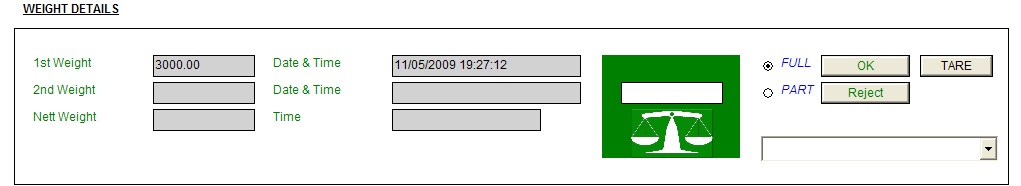 WEIGHT DETAILS
1st Weight 3000.00 Date & Time 11/05/2009 19:27:12 FULL OK TARE
2nd Weight Date & Time PART Reject
Nett Weight Time